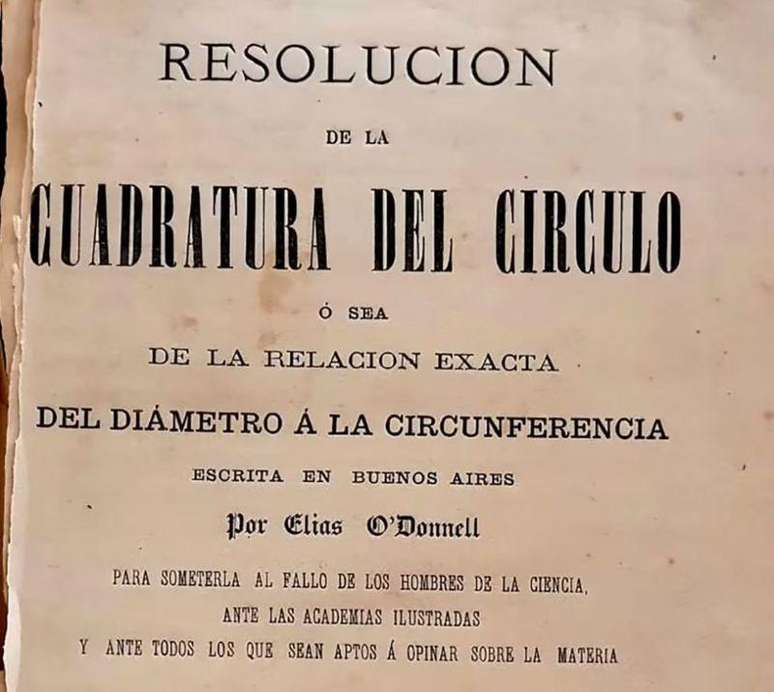 RESOLUCION
DE LA
CUADRATURA DEL CIRCULO
Ó SEA
DE LA RELACION EXACTA
DEL DIÁMETRO Á LA CIRCUNFERENCIA
ESCRITA EN BUENOS AIRES
Por Elias O'Donnell
PARA SOMETERLA AL FALLO DE LOS HOMBRES DE LA CIENCIA,
ANTE LAS ACADEMIAS ILUSTRADAS
Y ANTE TODOS LOS QUE SEAN APTOS Á OPINAR SOBRE LA MATERIA